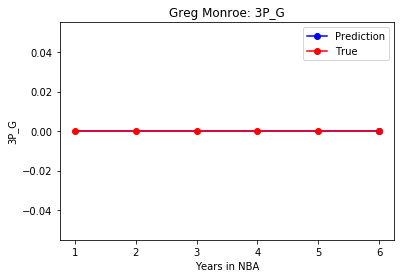 Greg Monroe: 3P_G
Prediction
True
0.04
0.02
0.00
−0.02
−0.04
3P_G
1 2 3 4 5 6
Years in NBA